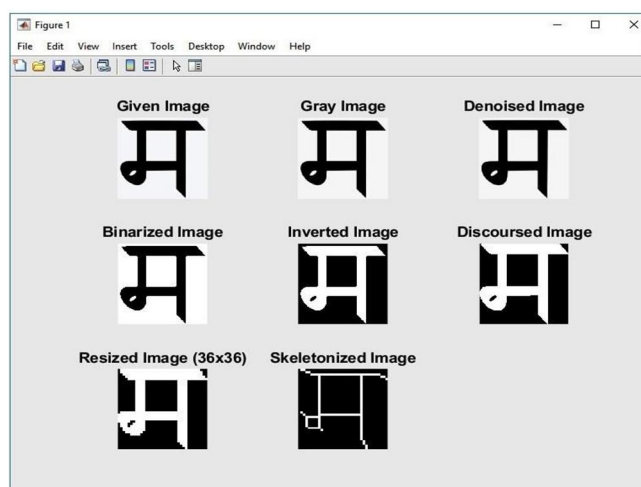 Figure 1
File Edit View Insert Tools Desktop Window Help
Given Image Gray Image Denoised Image
म म म
Binarized Image Inverted Image Discoursed Image
म म म
Resized Image (36x36) Skeletonized Image
म म